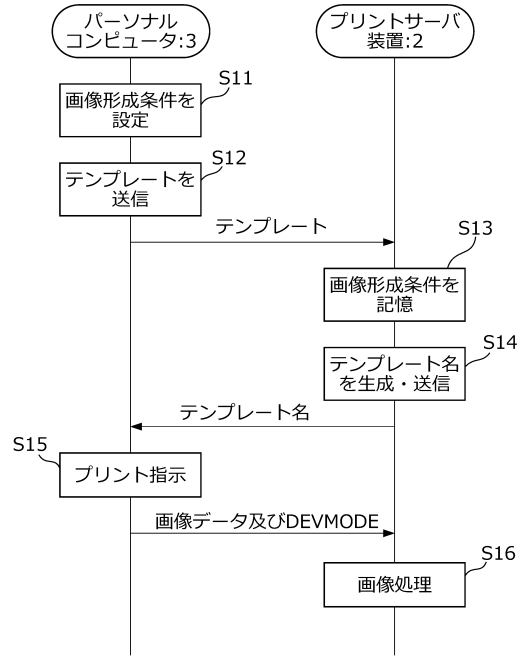 パーソナル
コンピュータ:3
プリントサーバ
装置:2
S11
画像形成条件を
設定
S12
テンプレートを
送信
テンプレート
S13
画像形成条件を
記憶
S14
テンプレート名
を生成・送信
テンプレート名
S15
プリント指示
画像データ及びDEVMODE
S16
画像処理